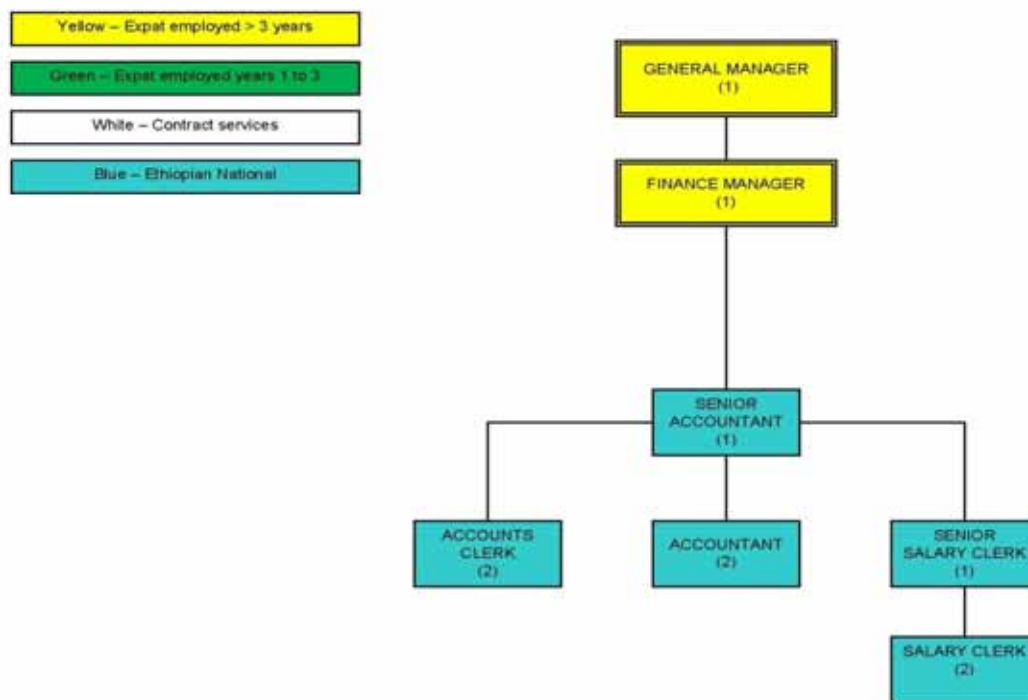 Yellow – Expat employed > 3 years
Green – Expat employed years 1 to 3
White – Contract services
Blue – Ethiopian National
GENERAL MANAGER
(1)
FINANCE MANAGER
(1)
SENIOR
ACCOUNTANT
(1)
ACCOUNTS
CLERK
(2)
ACCOUNTANT
(2)
SENIOR
SALARY CLERK
(1)
SALARY CLERK
(2)